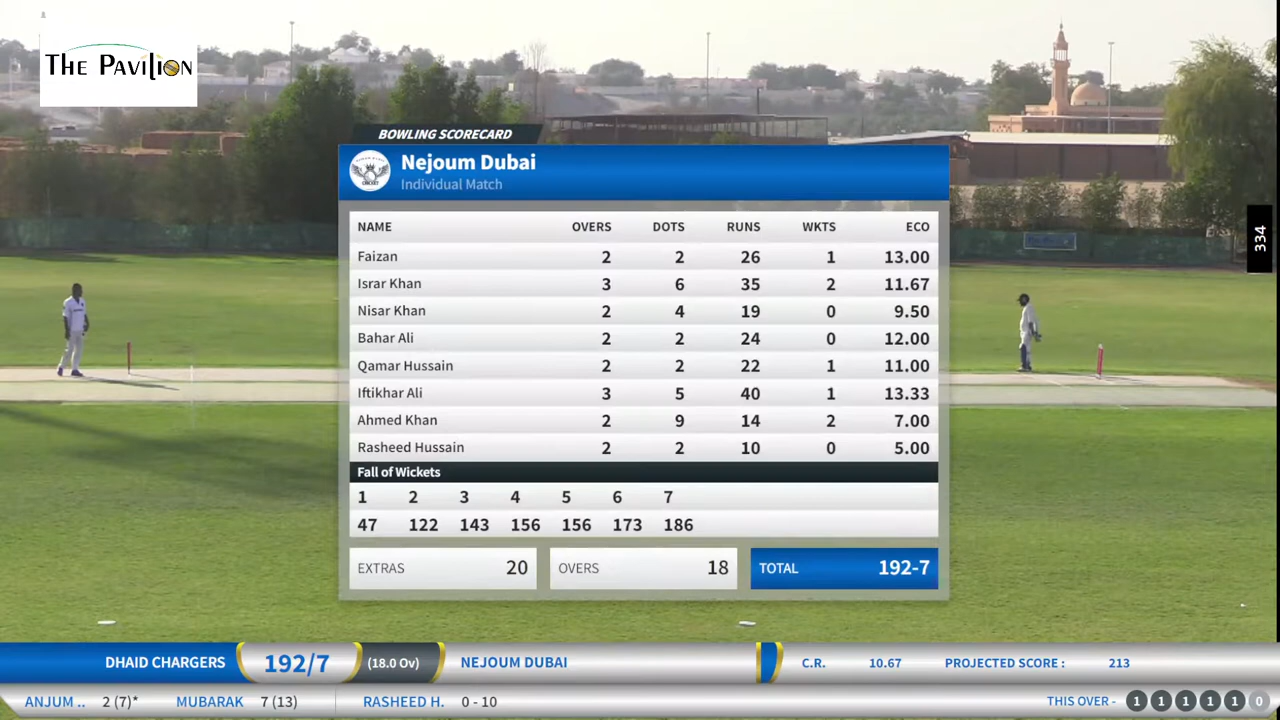 THE PAVILION
BOWLING SCORECARD
Nejoum Dubai
Individual Match
NAME OVERS DOTS RUNS WKTS ECO
Faizan 2 2 26 1 13.00
Israr Khan 3 6 35 2 11.67
Nisar Khan 2 4 19 0 9.50
Bahar Ali 2 2 24 0 12.00
Qamar Hussain 2 2 22 1 11.00
Iftikhar Ali 3 5 40 1 13.33
Ahmed Khan 2 9 14 2 7.00
Rasheed Hussain 2 2 10 0 5.00
Fall of Wickets
1 2 3 4 5 6 7
47 122 143 156 156 173 186
EXTRAS 20 OVERS 18 TOTAL 192-7
334
DHAID CHARGERS 192/7 (18.0 Ov) NEJOUM DUBAI C.R. 10.67 PROJECTED SCORE : 213
ANJUM .. 2 (7)* MUBARAK 7 (13) RASHEED H. 0 - 10 THIS OVER - 1 1 1 1 1 0